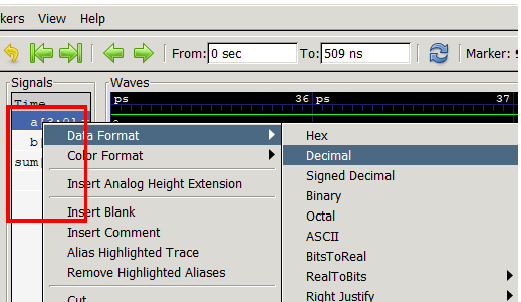 kers View Help
From: 0 sec To: 509 ns Marker:
Signals Waves
Time ps 36 ps 37
a[3:0]
Data Format Hex
b[ Decimal
Color Format
sum[ Signed Decimal
Insert Analog Height Extension Binary
Insert Blank Octal
Insert Comment ASCII
Alias Highlighted Trace BitsToReal
Remove Highlighted Aliases RealToBits
Cut Right Justify